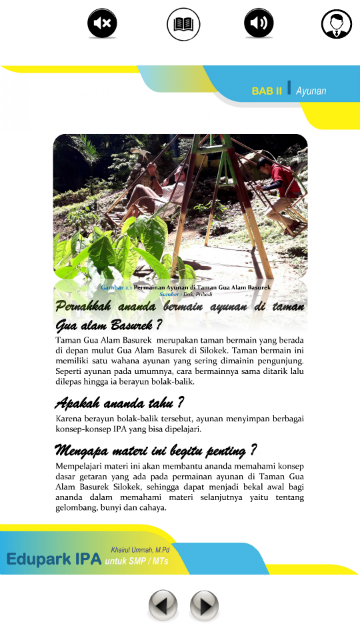 BAB II | Ayunan
Gambar 2.1 Permainan Ayunan di Taman Gua Alam Basurek
Sumber : Dok. Pribadi
Pernahkah ananda bermain ayunan di taman
Gua alam Basurek ?
Taman Gua Alam Basurek merupakan taman bermain yang berada
di depan mulut Gua Alam Basurek di Silokek. Taman bermain ini
memiliki satu wahana ayunan yang sering dimainin pengunjung.
Seperti ayunan pada umumnya, cara bermainnya sama ditarik lalu
dilepas hingga ia berayun bolak-balik.
Apakah ananda tahu ?
Karena berayun bolak-balik tersebut, ayunan menyimpan berbagai
konsep-konsep IPA yang bisa dipelajari.
Mengapa materi ini begitu penting ?
Mempelajari materi ini akan membantu ananda memahami konsep
dasar getaran yang ada pada permainan ayunan di Taman Gua
Alam Basurek Silokek, sehingga dapat menjadi bekal awal bagi
ananda dalam memahami materi selanjutnya yaitu tentang
gelombang, bunyi dan cahaya.
Khairul Ummah, M.Pd
Edupark IPA untuk SMP / MTs